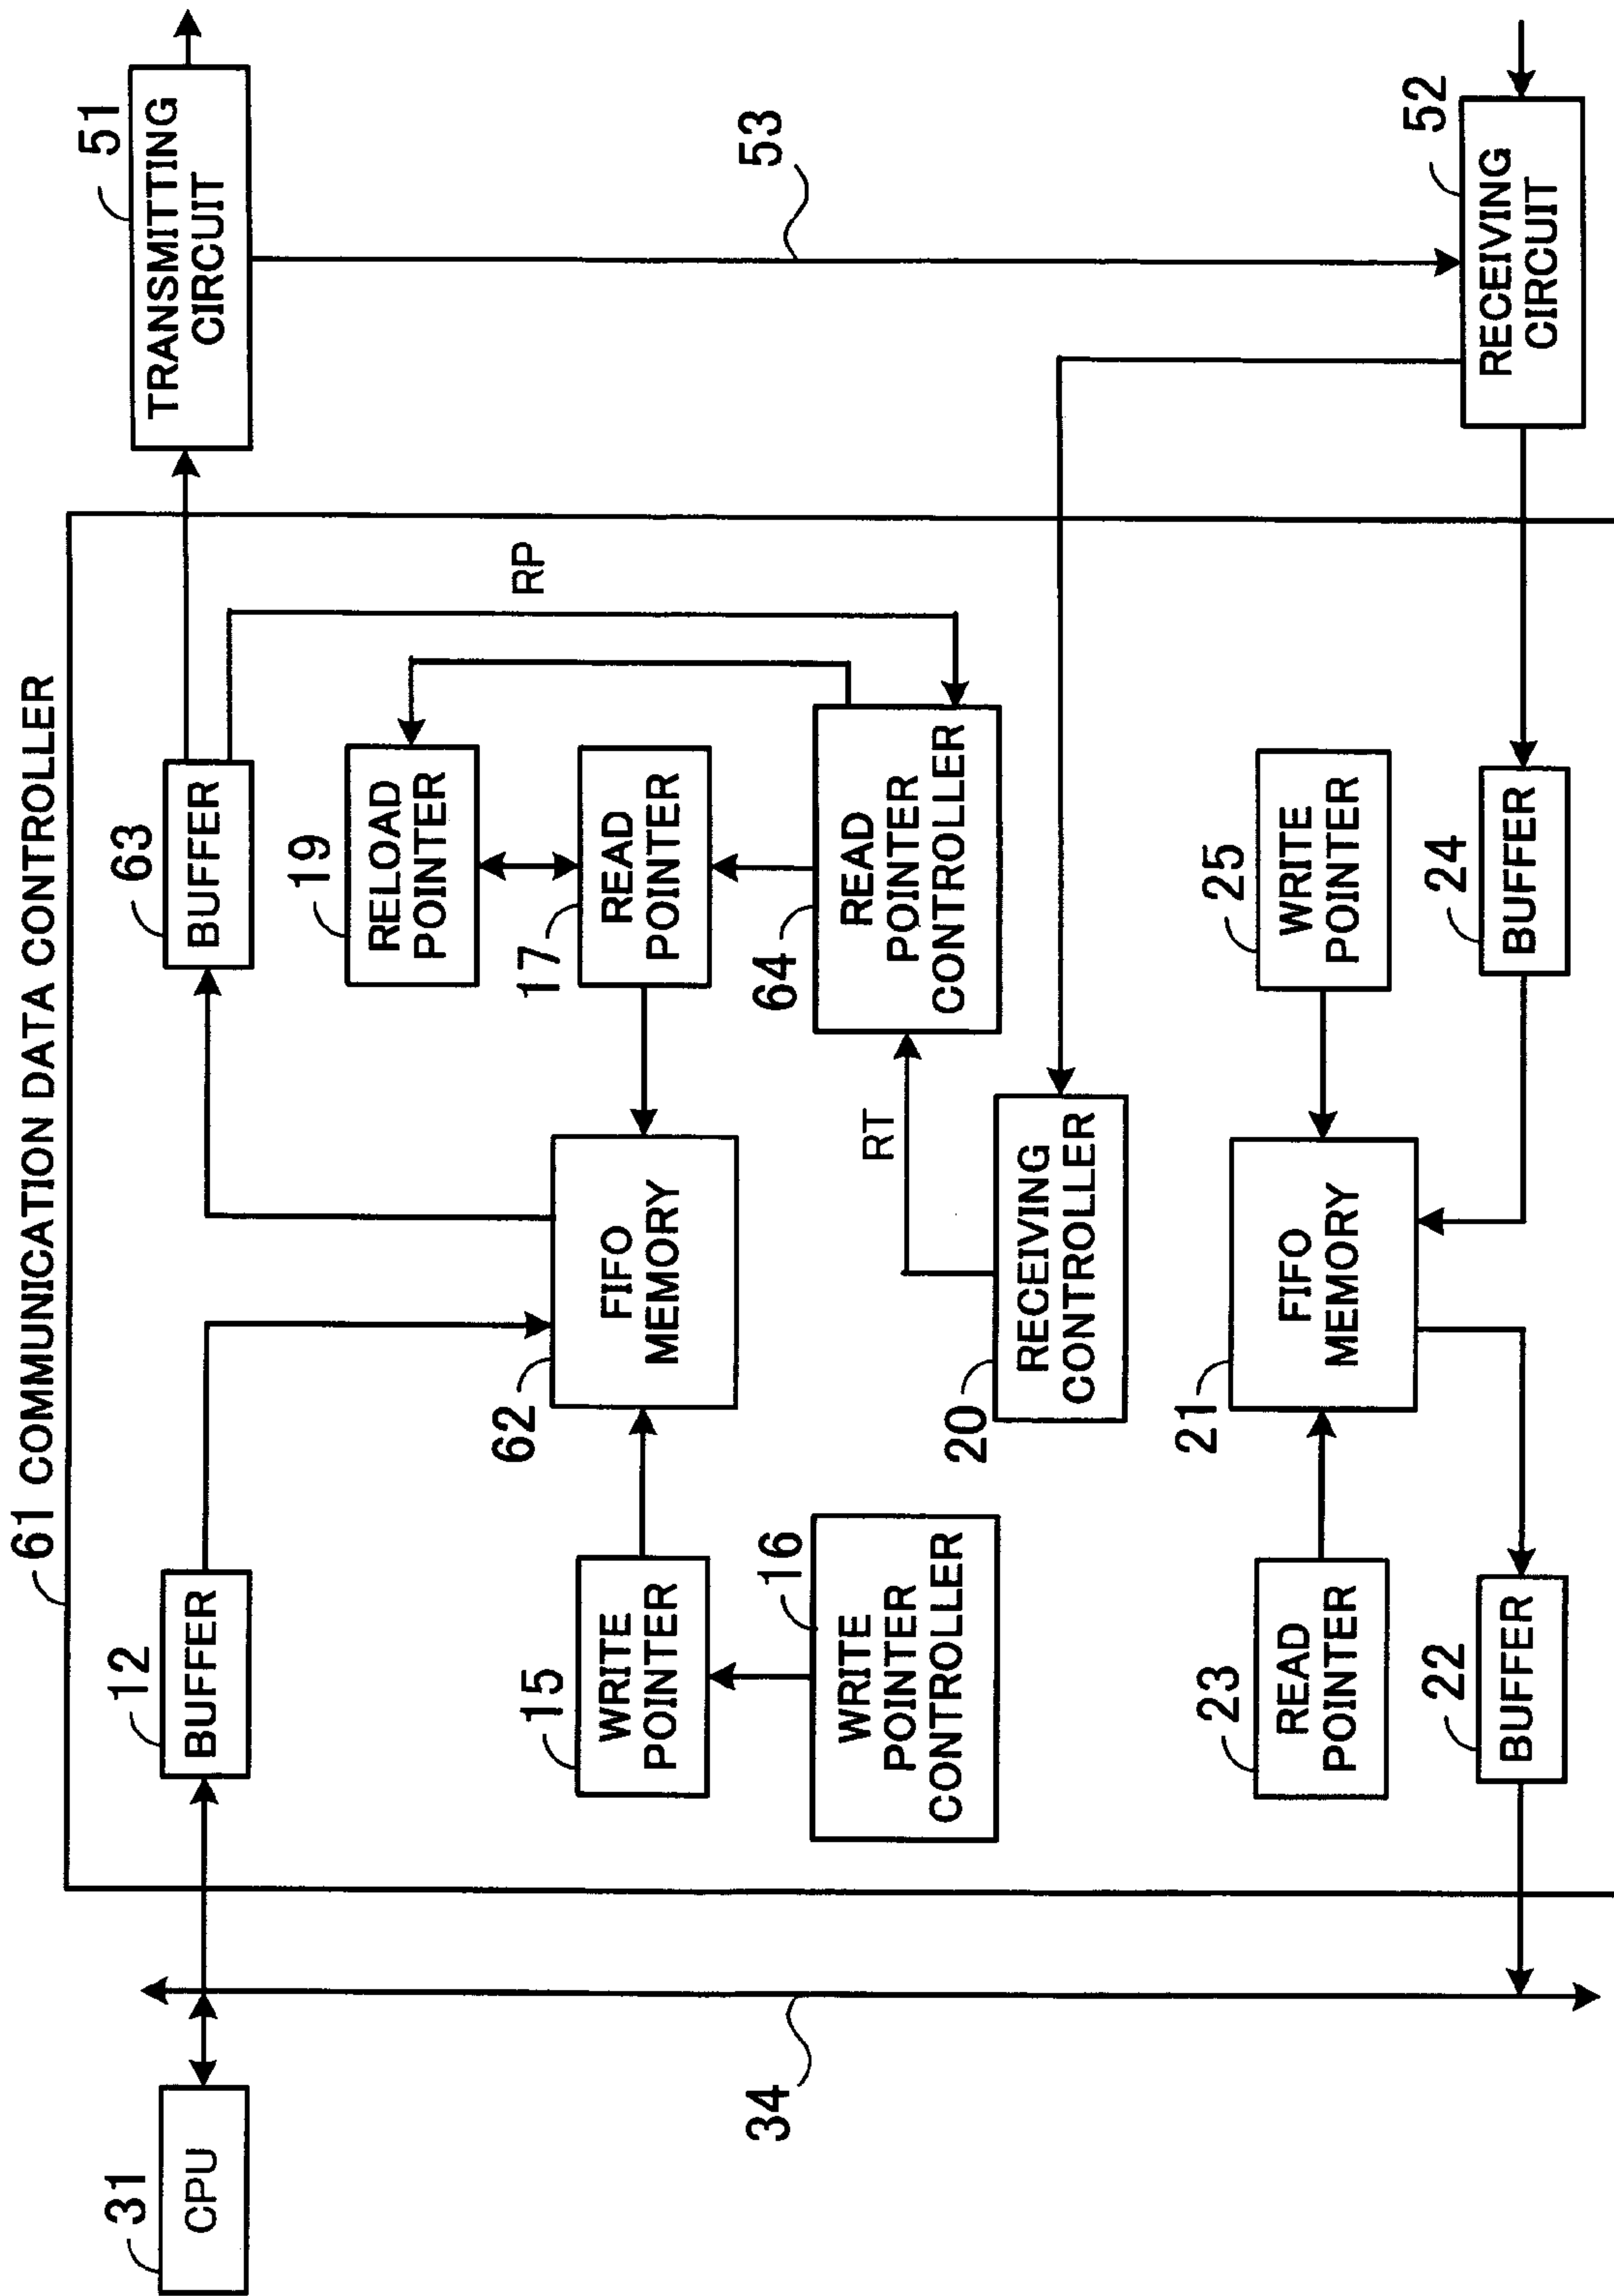 61 COMMUNICATION DATA CONTROLLER
31
CPU
12
BUFFER
63
BUFFER
51
TRANSMITTING
CIRCUIT
RP
19
RELOAD
POINTER
15
WRITE
POINTER
62
FIFO
MEMORY
17
READ
POINTER
16
WRITE
POINTER
CONTROLLER
64
READ
POINTER
CONTROLLER
RT
34
53
20
RECEIVING
CONTROLLER
23
READ
POINTER
21
FIFO
MEMORY
25
WRITE
POINTER
22
BUFFER
24
BUFFER
52
RECEIVING
CIRCUIT